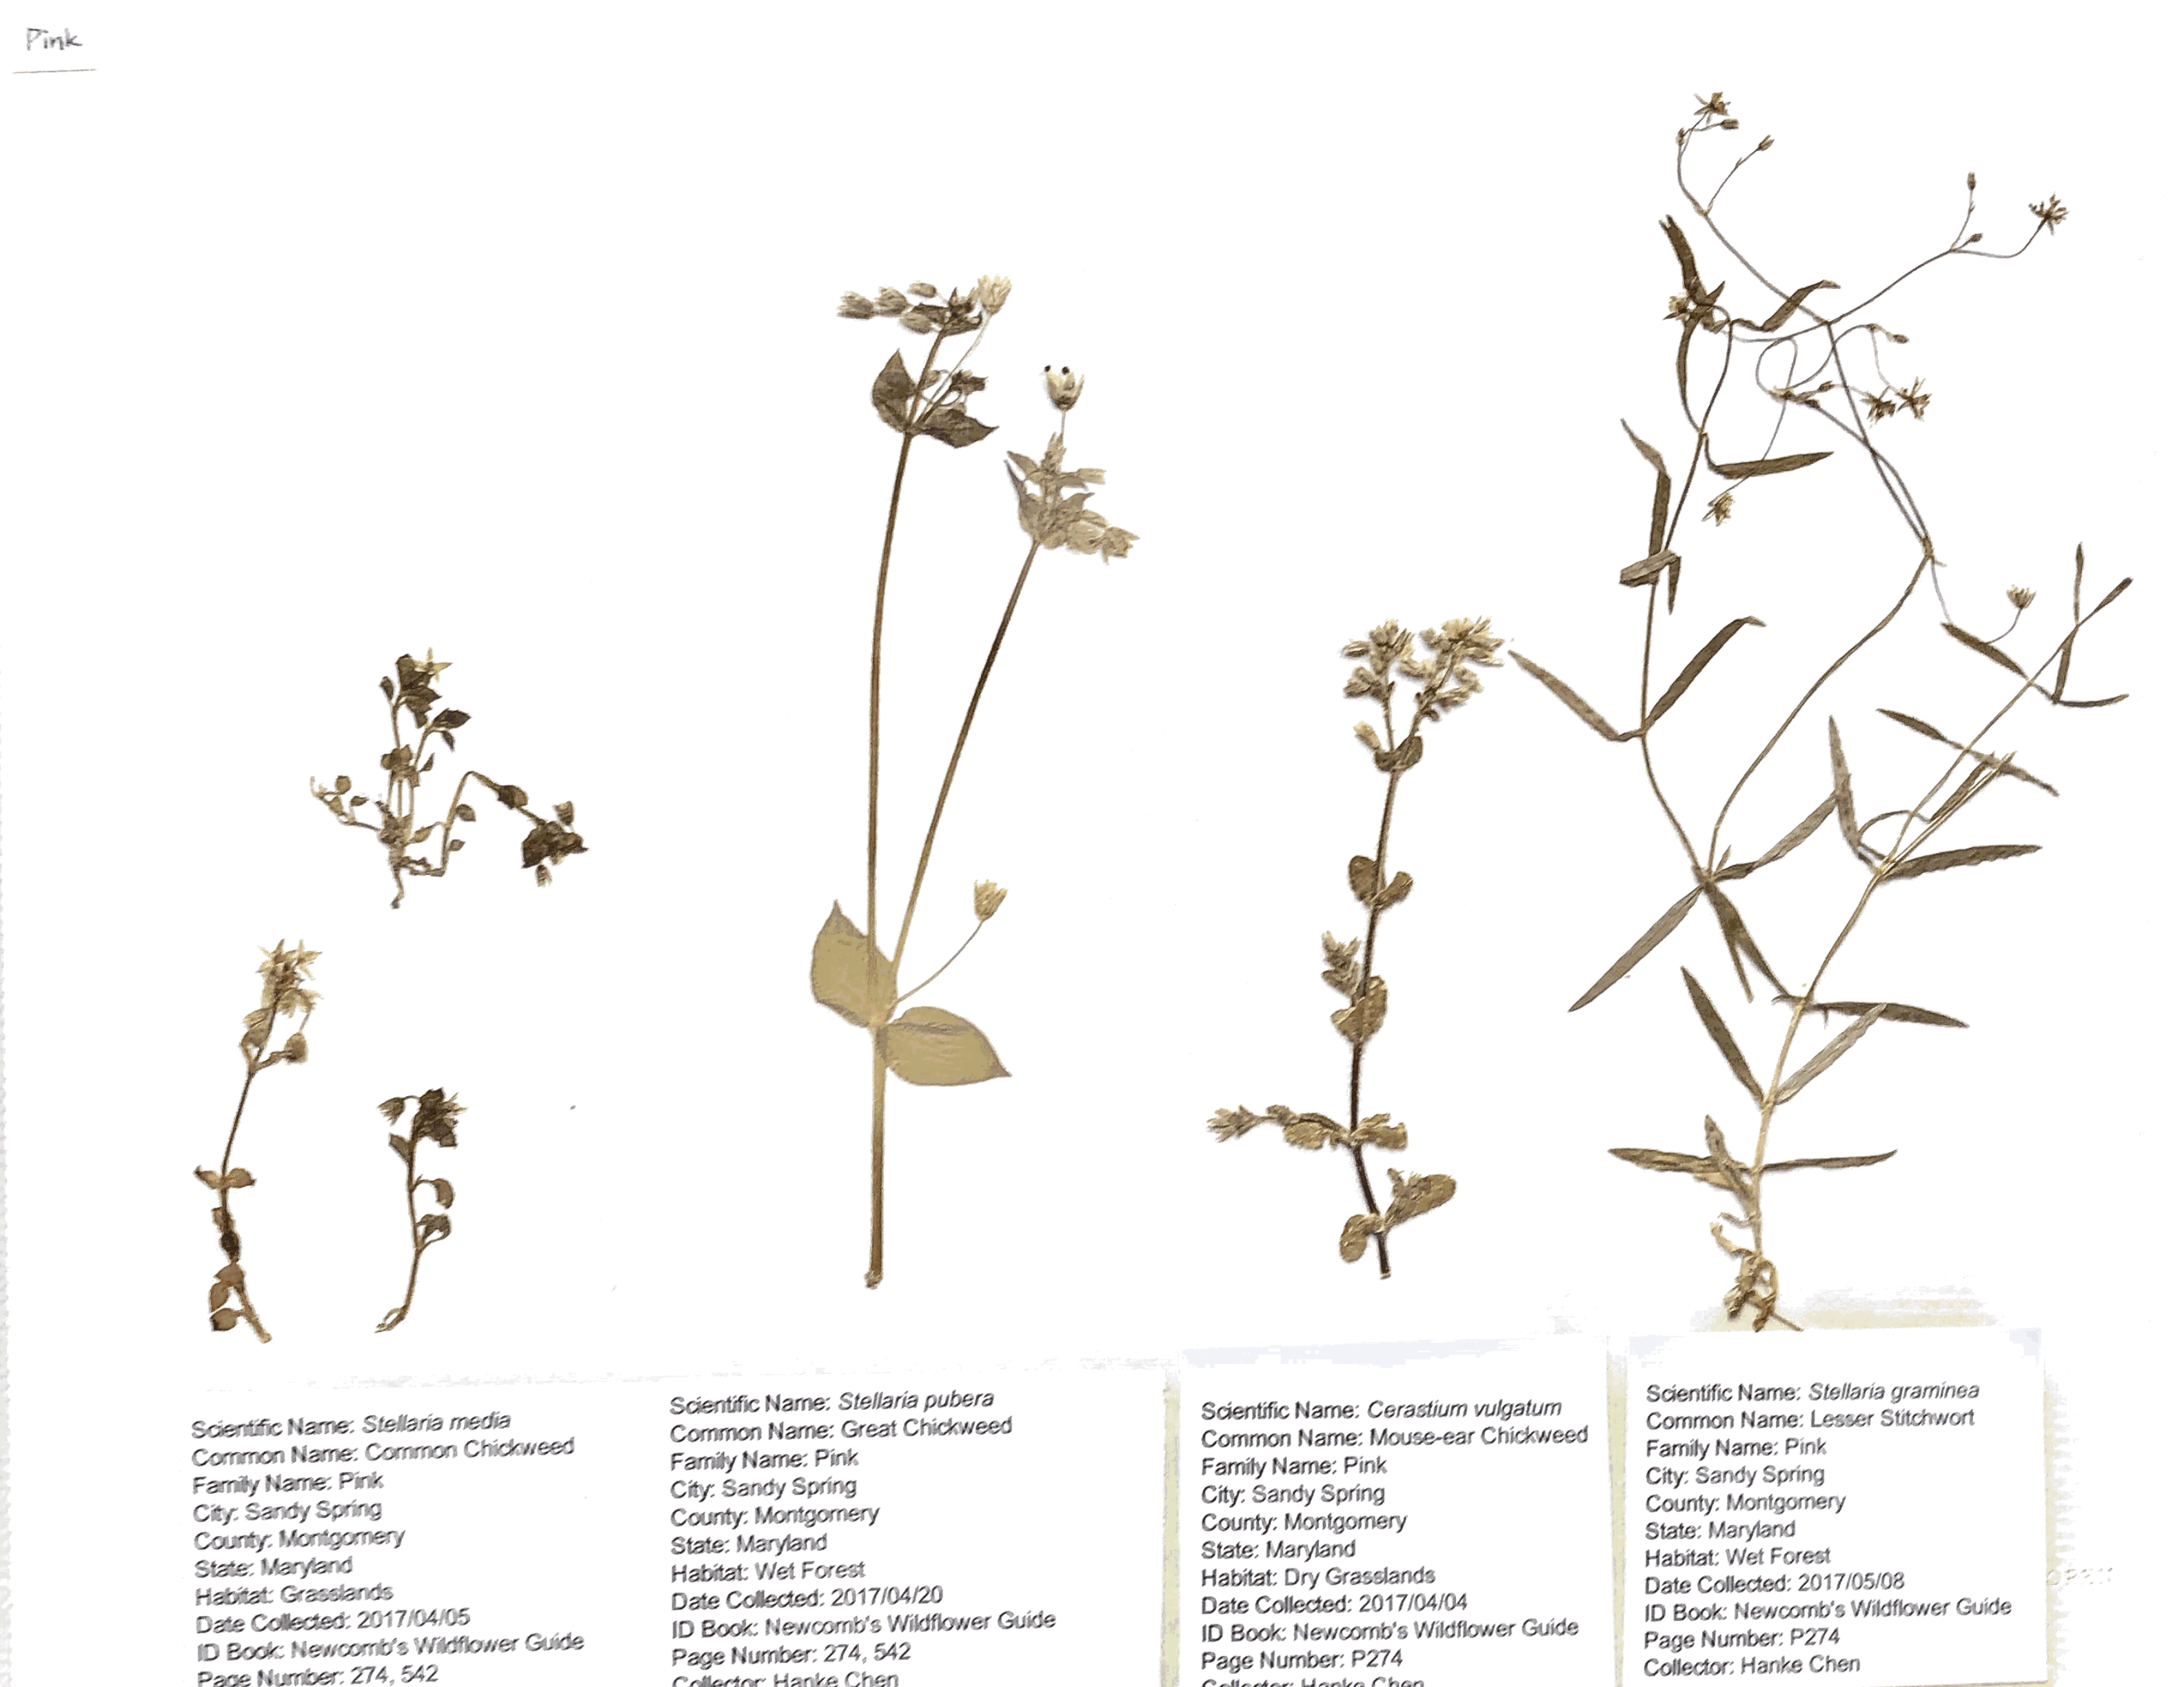 Pink
Scientific Name: Stellaria media
Common Name: Common Chickweed
Family Name: Pink
City: Sandy Spring
County: Montgomery
State: Maryland
Habitat: Grasslands
Date Collected: 2017/04/05
ID Book: Newcomb's Wildflower Guide
Page Number: 274, 542
Scientific Name: Stellaria pubera
Common Name: Great Chickweed
Family Name: Pink
City: Sandy Spring
County: Montgomery
State: Maryland
Habitat: Wet Forest
Date Collected: 2017/04/20
ID Book: Newcomb's Wildflower Guide
Page Number: 274, 542
Collector: Hanke Chen
Scientific Name: Cerastium vulgatum
Common Name: Mouse-ear Chickweed
Family Name: Pink
City: Sandy Spring
County: Montgomery
State: Maryland
Habitat: Dry Grasslands
Date Collected: 2017/04/04
ID Book: Newcomb's Wildflower Guide
Page Number: P274
Collector: Hanke Chen
Scientific Name: Stellaria graminea
Common Name: Lesser Stitchwort
Family Name: Pink
City: Sandy Spring
County: Montgomery
State: Maryland
Habitat: Wet Forest
Date Collected: 2017/05/08
ID Book: Newcomb's Wildflower Guide
Page Number: P274
Collector: Hanke Chen